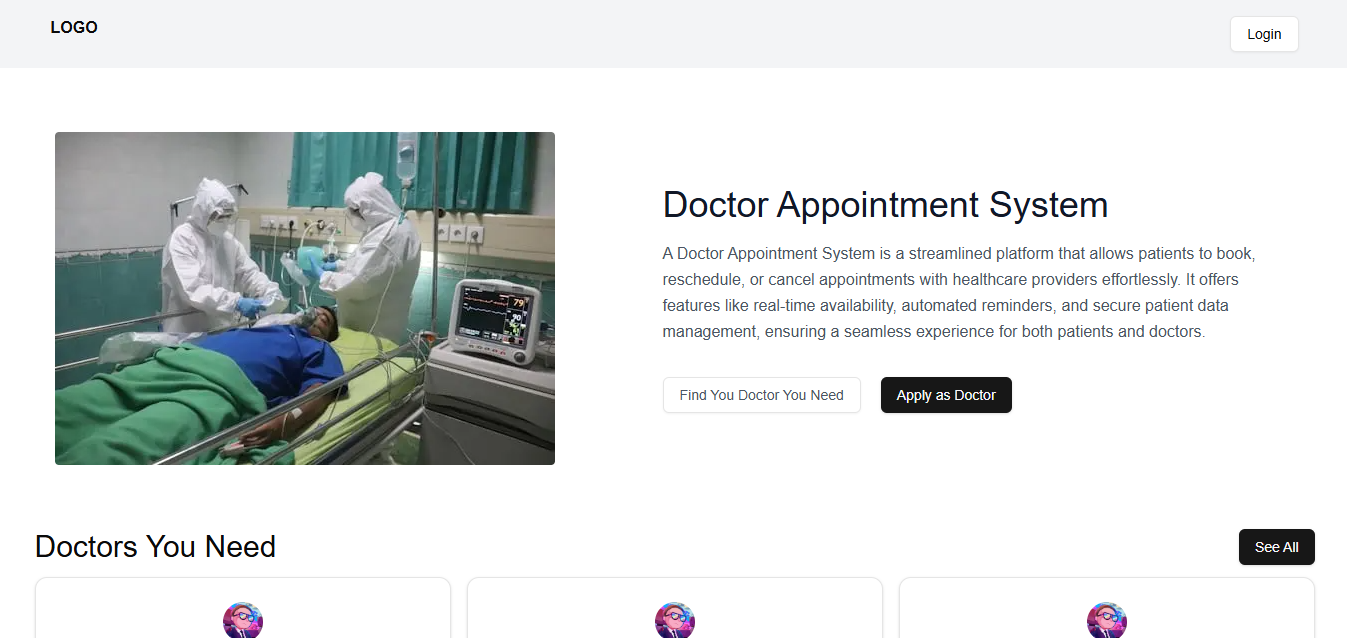 LOGO
Login
Doctor Appointment System
A Doctor Appointment System is a streamlined platform that allows patients to book,
reschedule, or cancel appointments with healthcare providers effortlessly. It offers
features like real-time availability, automated reminders, and secure patient data
management, ensuring a seamless experience for both patients and doctors.
Find You Doctor You Need
Apply as Doctor
79
90
Doctors You Need
See All